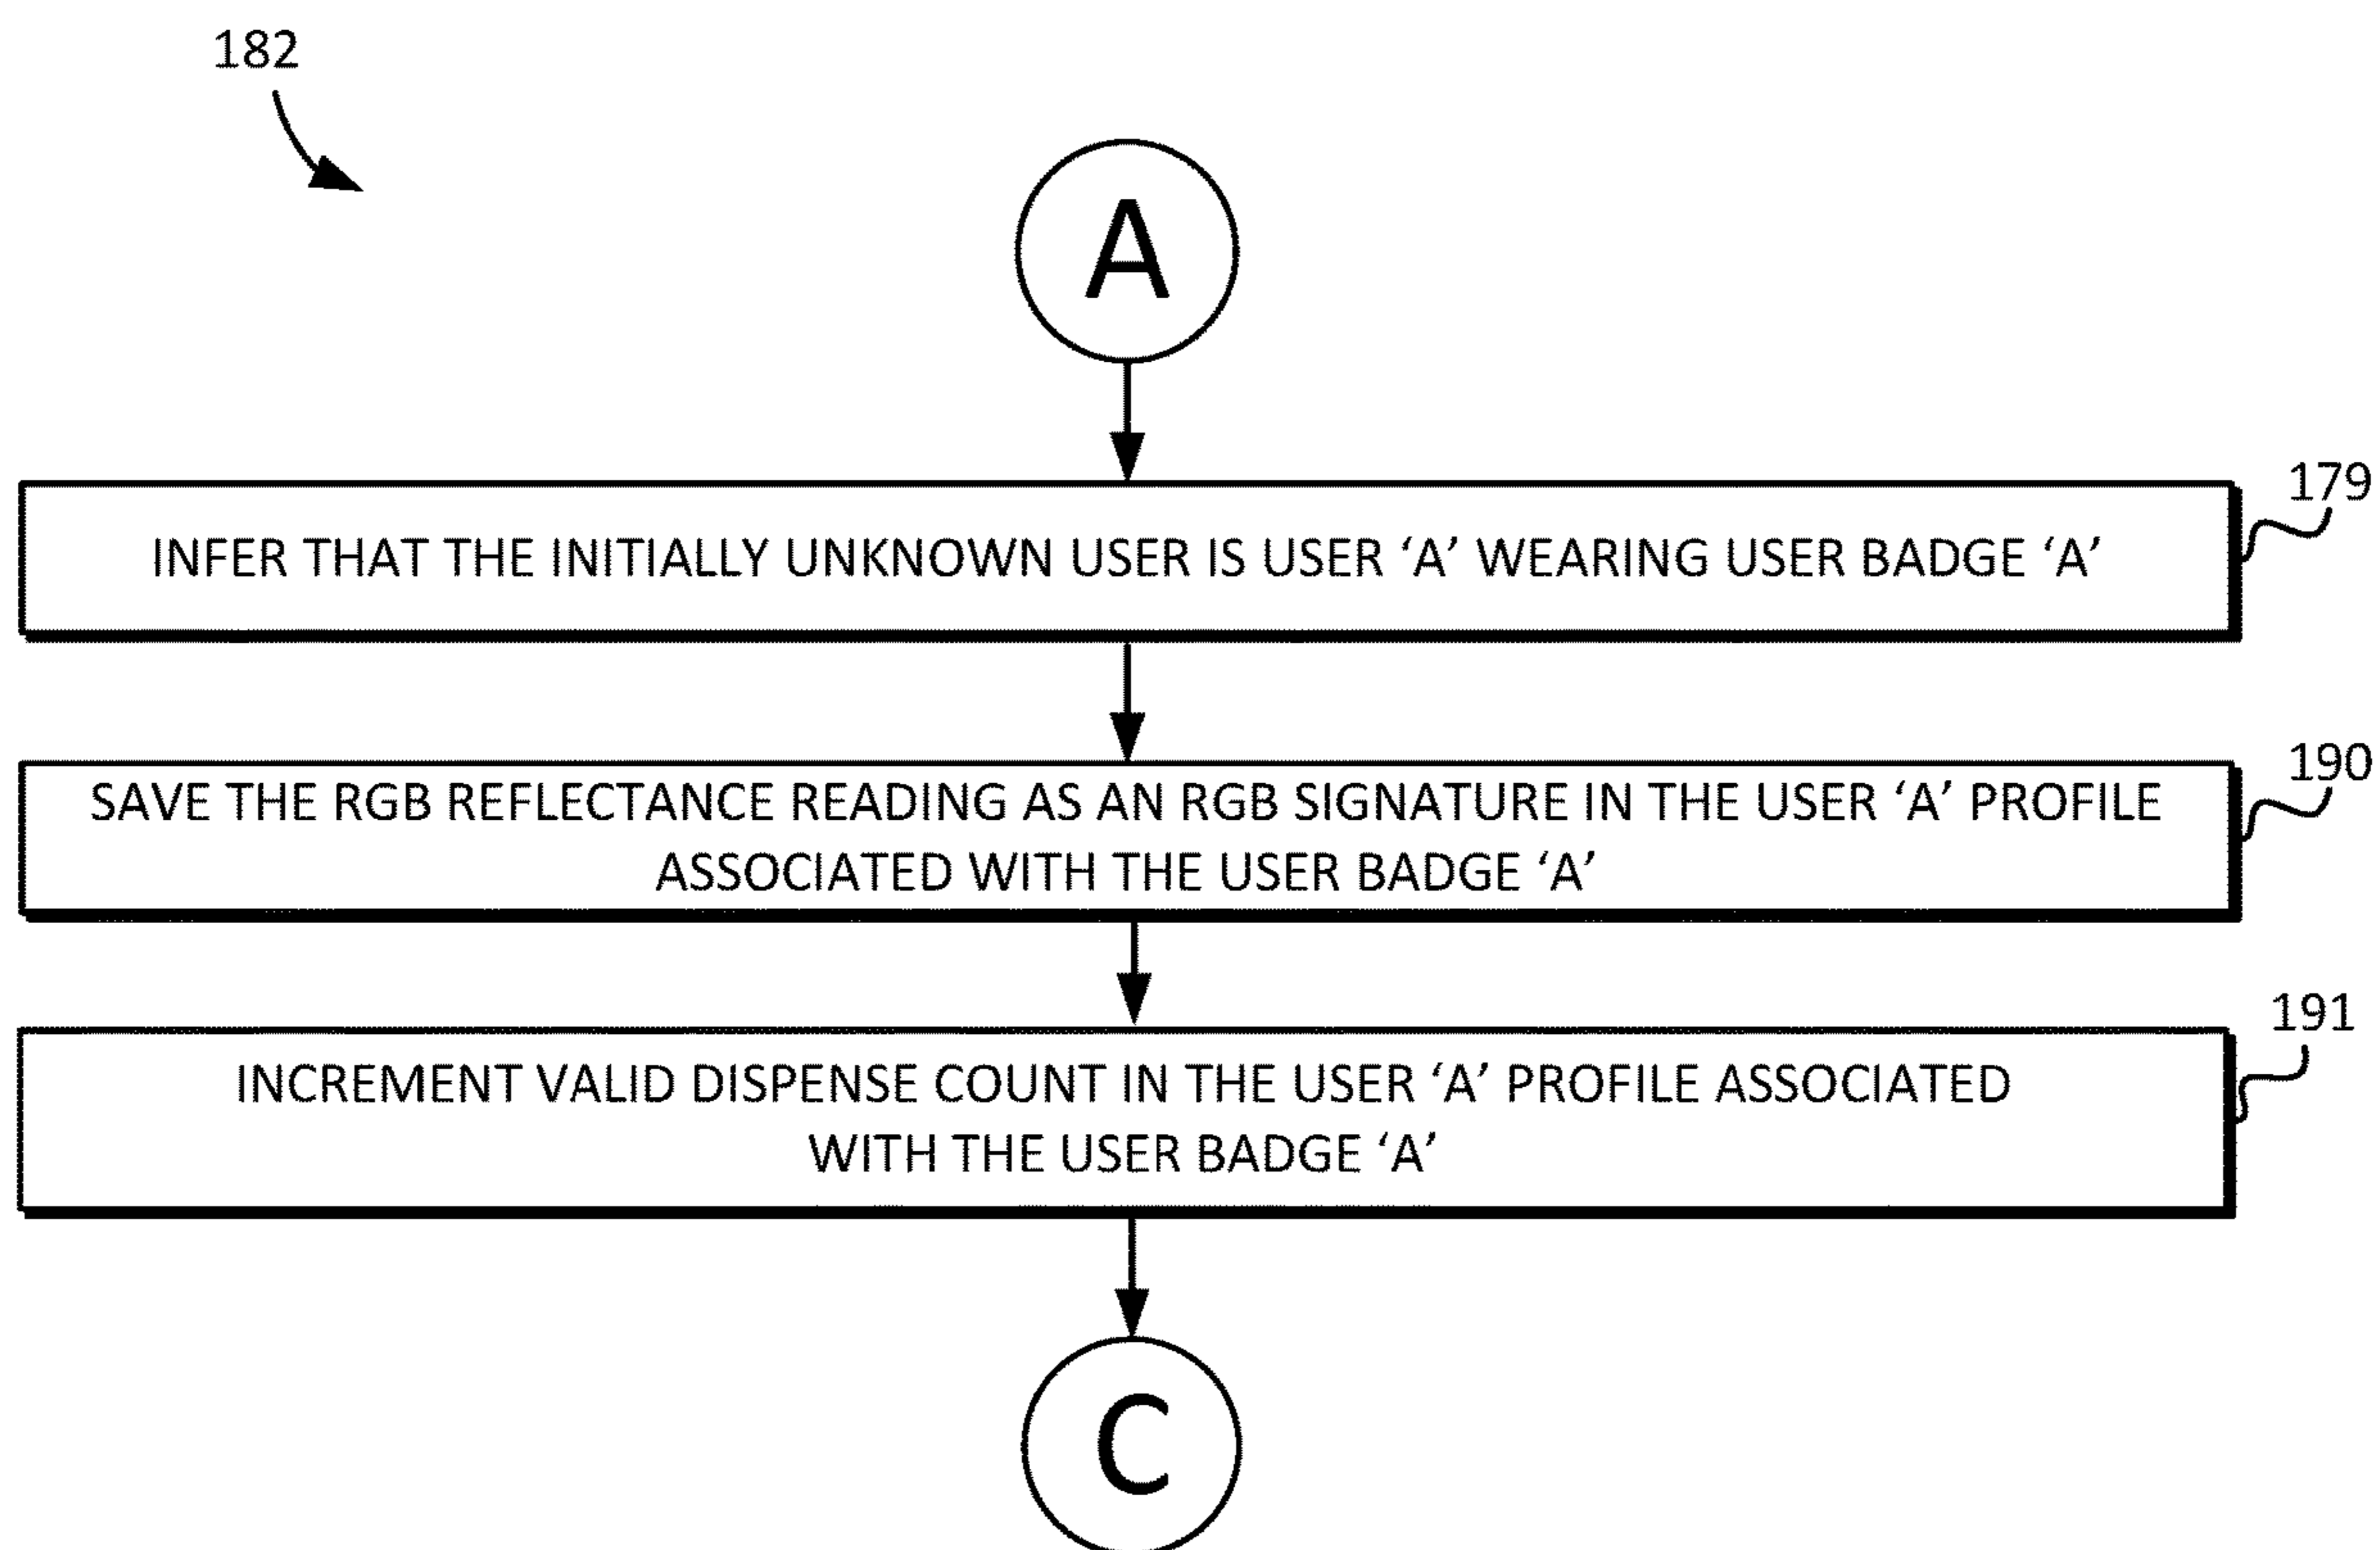 182
A
179
INFER THAT THE INITIALLY UNKNOWN USER IS USER ‘A’ WEARING USER BADGE ‘A’
190
SAVE THE RGB REFLECTANCE READING AS AN RGB SIGNATURE IN THE USER ‘A’ PROFILE
ASSOCIATED WITH THE USER BADGE ‘A’
191
INCREMENT VALID DISPENSE COUNT IN THE USER ‘A’ PROFILE ASSOCIATED
WITH THE USER BADGE ‘A’
C